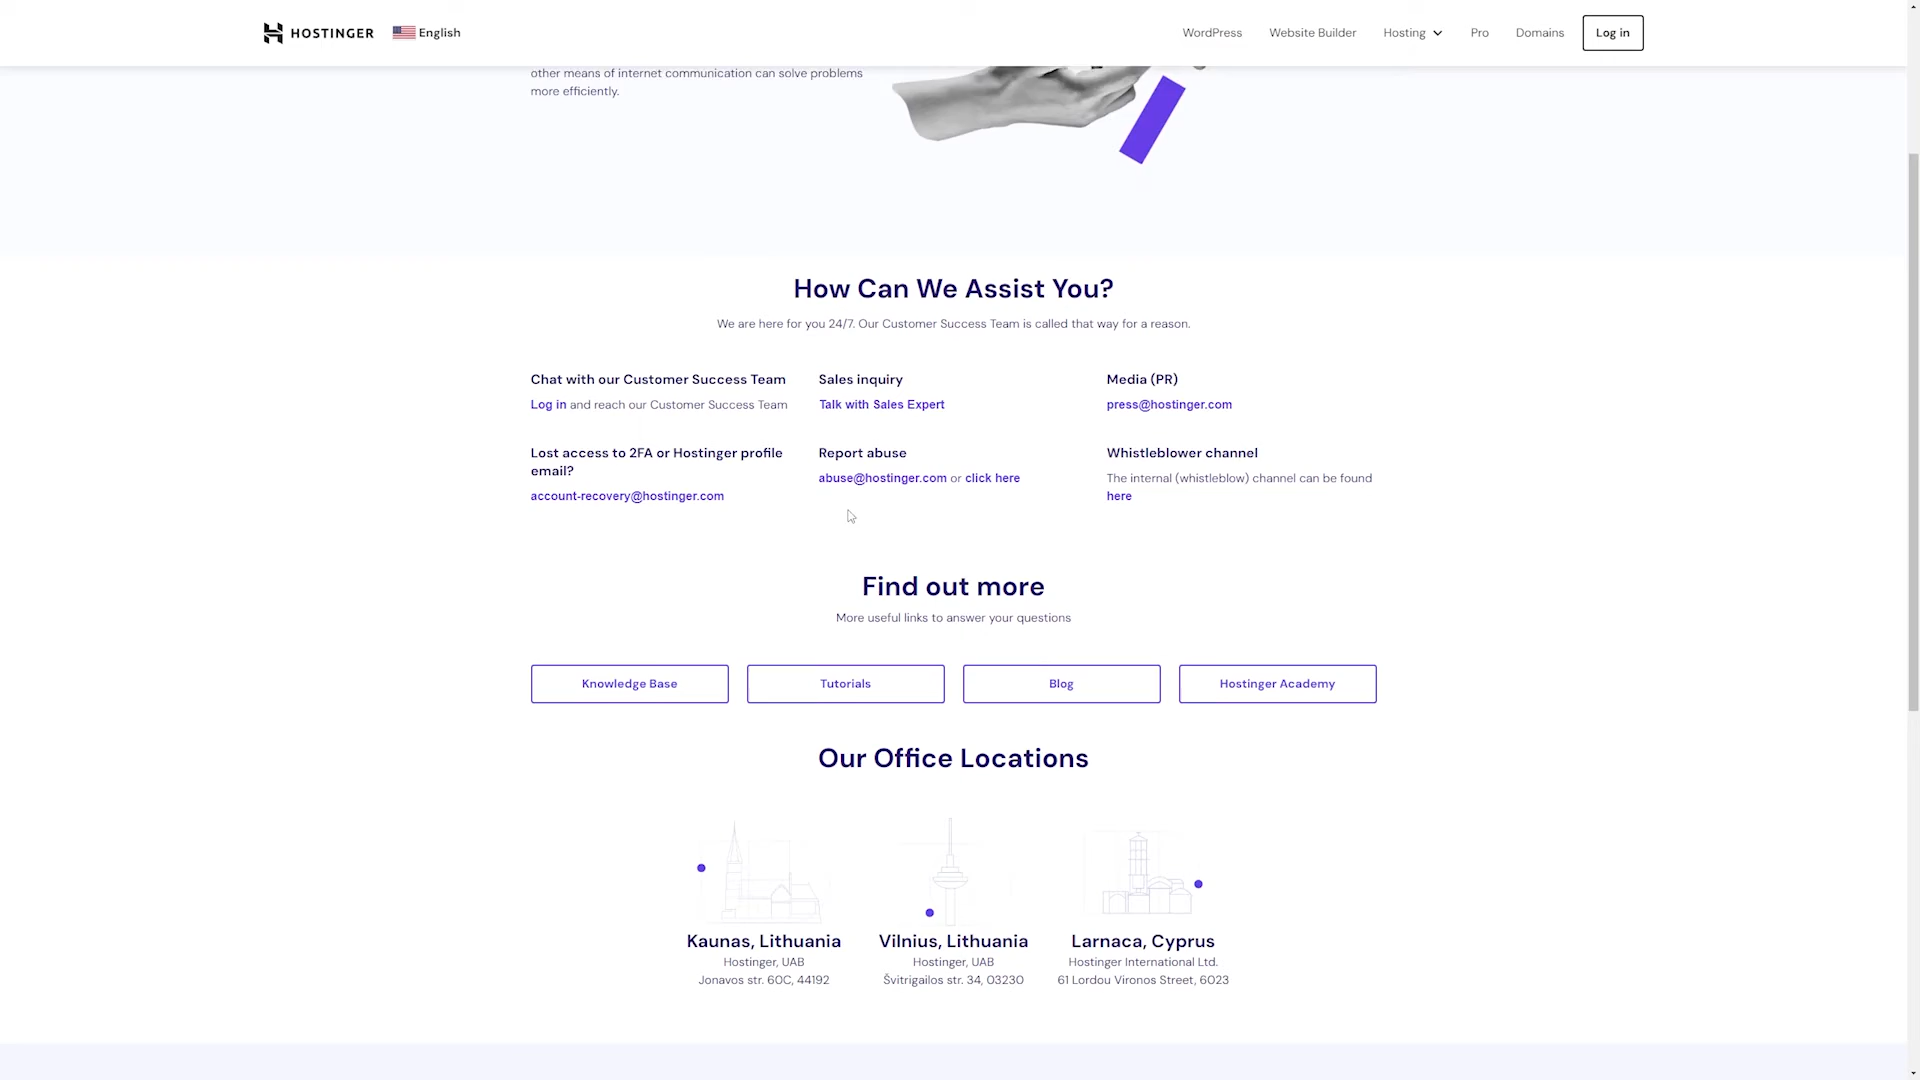 HOSTINGER English WordPress Website Builder Hosting Pro Domains Log in
other means of internet communication can solve problems
more efficiently.
How Can We Assist You?
We are here for you 24/7. Our Customer Success Team is called that way for a reason.
Chat with our Customer Success Team
Log in and reach our Customer Success Team
Sales inquiry
Talk with Sales Expert
Media (PR)
press@hostinger.com
Lost access to 2FA or Hostinger profile
email?
account-recovery@hostinger.com
Report abuse
abuse@hostinger.com or click here
Whistleblower channel
The internal (whistleblow) channel can be found
here
Find out more
More useful links to answer your questions
Knowledge Base
Tutorials
Blog
Hostinger Academy
Our Office Locations
Kaunas, Lithuania
Hostinger, UAB
Jonavos str. 60C, 44192
Vilnius, Lithuania
Hostinger, UAB
Švitrigailos str. 34, 03230
Larnaca, Cyprus
Hostinger International Ltd.
61 Lordou Vironos Street, 6023